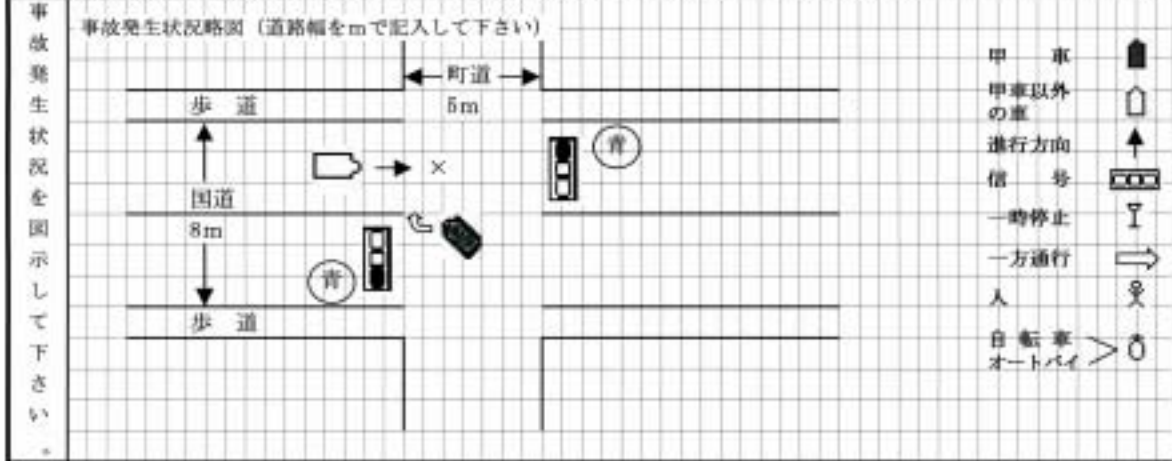 事故発生状況を図示して下さい。
事故発生状況略図（道路幅をmで記入して下さい）
町道
5m
歩 道
青
国道
8m
青
歩 道
甲 車
甲車以外
の車
進行方向
信 号
一時停止
一方通行
人
自 転 車
オートバイ